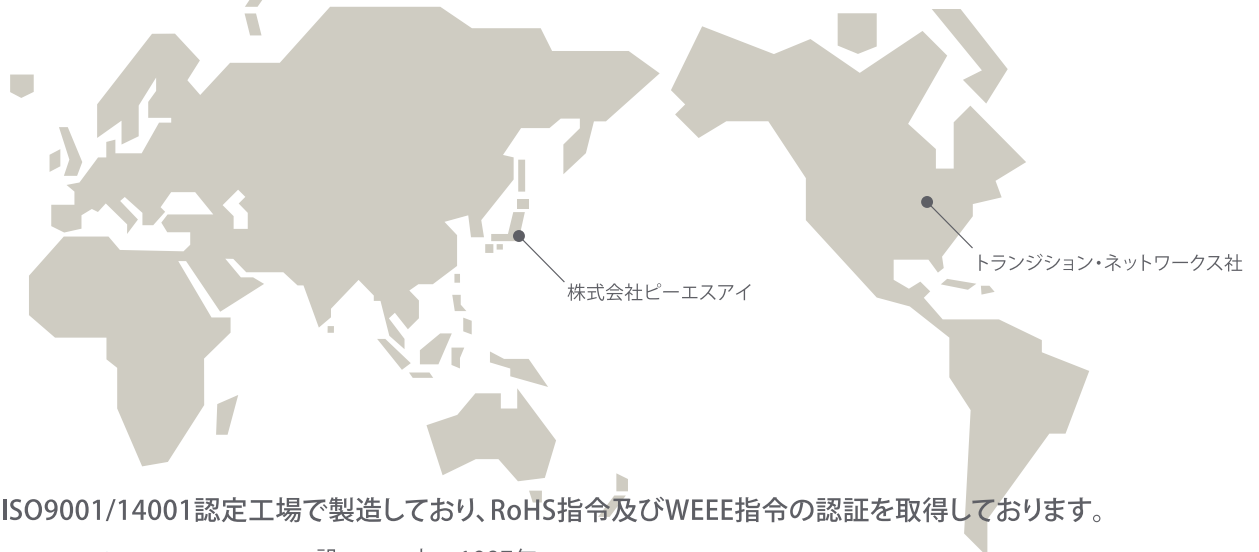 トランジション・ネットワークス社
株式会社ピーエスアイ
ISO9001/14001認定工場で製造しており、RoHS指令及びWEEE指令の認証を取得しております。